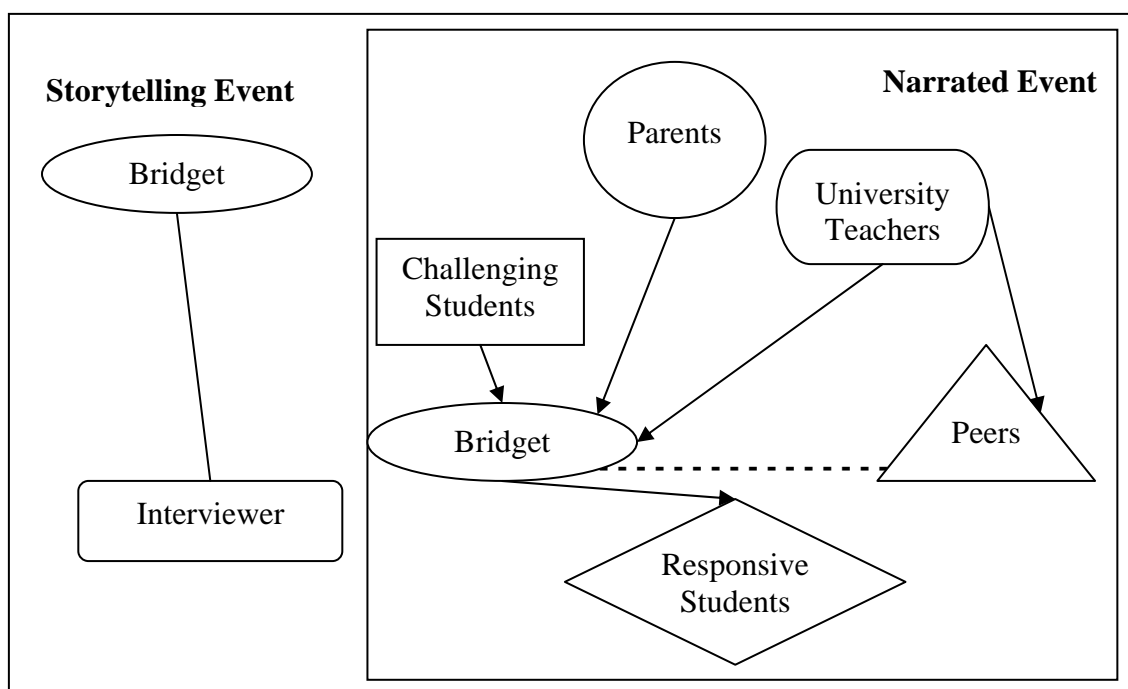 Storytelling Event
Bridget
Interviewer
Narrated Event
Parents
University
Teachers
Challenging
Students
Bridget
Peers
Responsive
Students